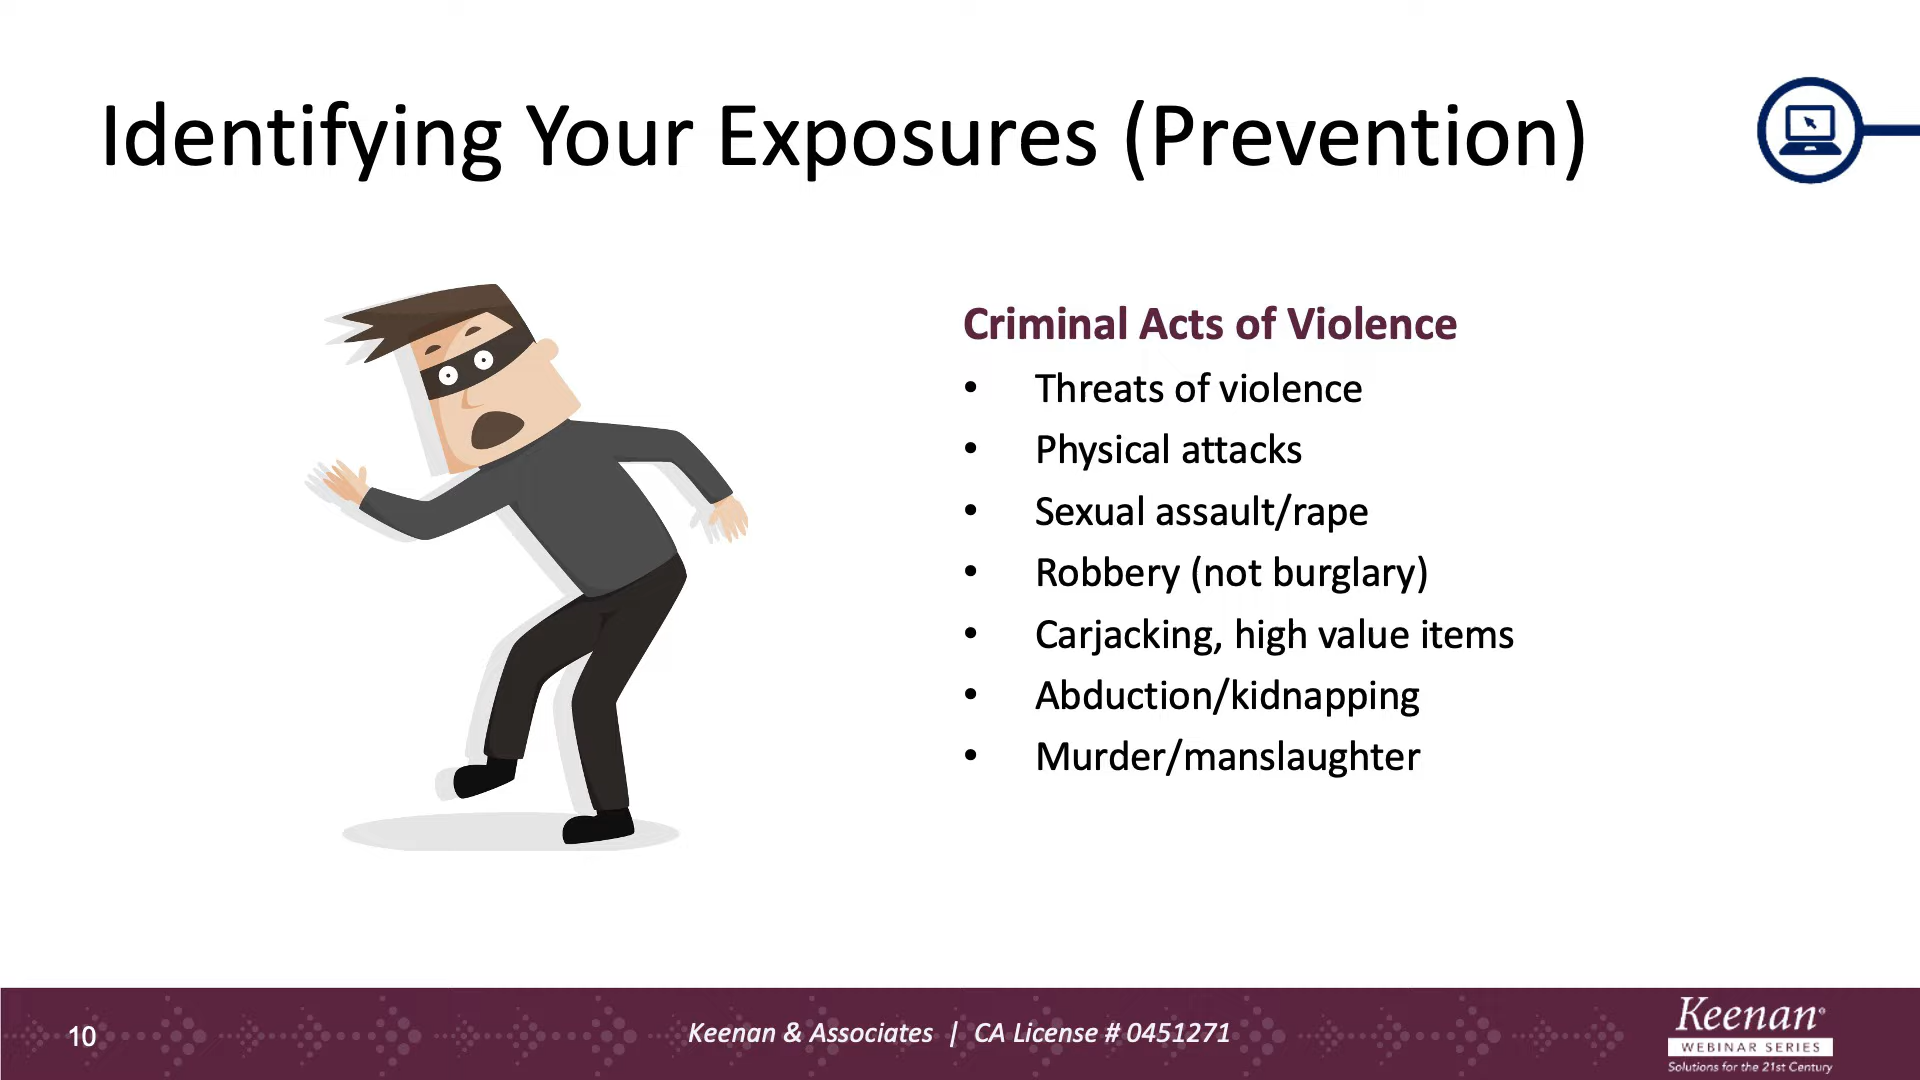 Identifying Your Exposures (Prevention)
Criminal Acts of Violence
• Threats of violence
• Physical attacks
• Sexual assault/rape
• Robbery (not burglary)
• Carjacking, high value items
• Abduction/kidnapping
• Murder/manslaughter
10
Keenan & Associates | CA License # 0451271
Keenan®
WEBINAR SERIES
Solutions for the 21st Century